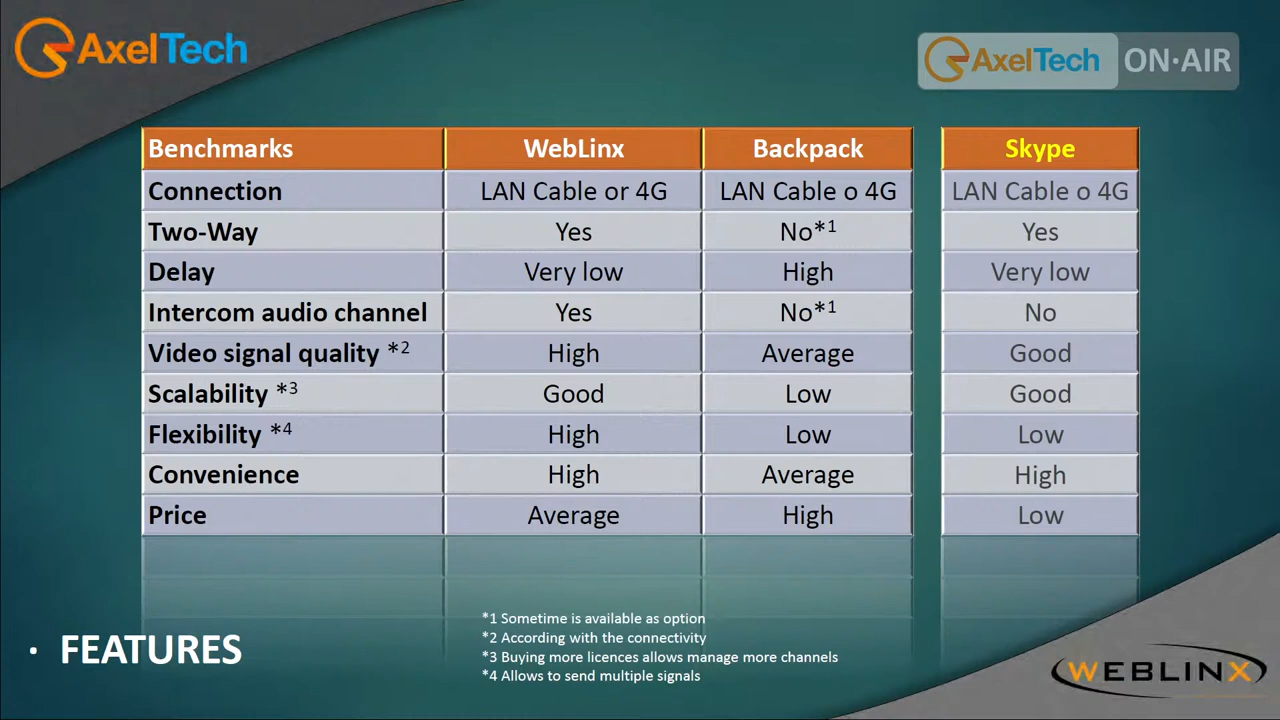 AxelTech
AxelTech ON·AIR
Benchmarks WebLinx Backpack Skype
Connection LAN Cable or 4G LAN Cable o 4G LAN Cable o 4G
Two-Way Yes No*1 Yes
Delay Very low High Very low
Intercom audio channel Yes No*1 No
Video signal quality *2 High Average Good
Scalability *3 Good Low Good
Flexibility *4 High Low Low
Convenience High Average High
Price Average High Low
*1 Sometime is available as option
*2 According with the connectivity
*3 Buying more licences allows manage more channels
*4 Allows to send multiple signals
· FEATURES
WEBLINX